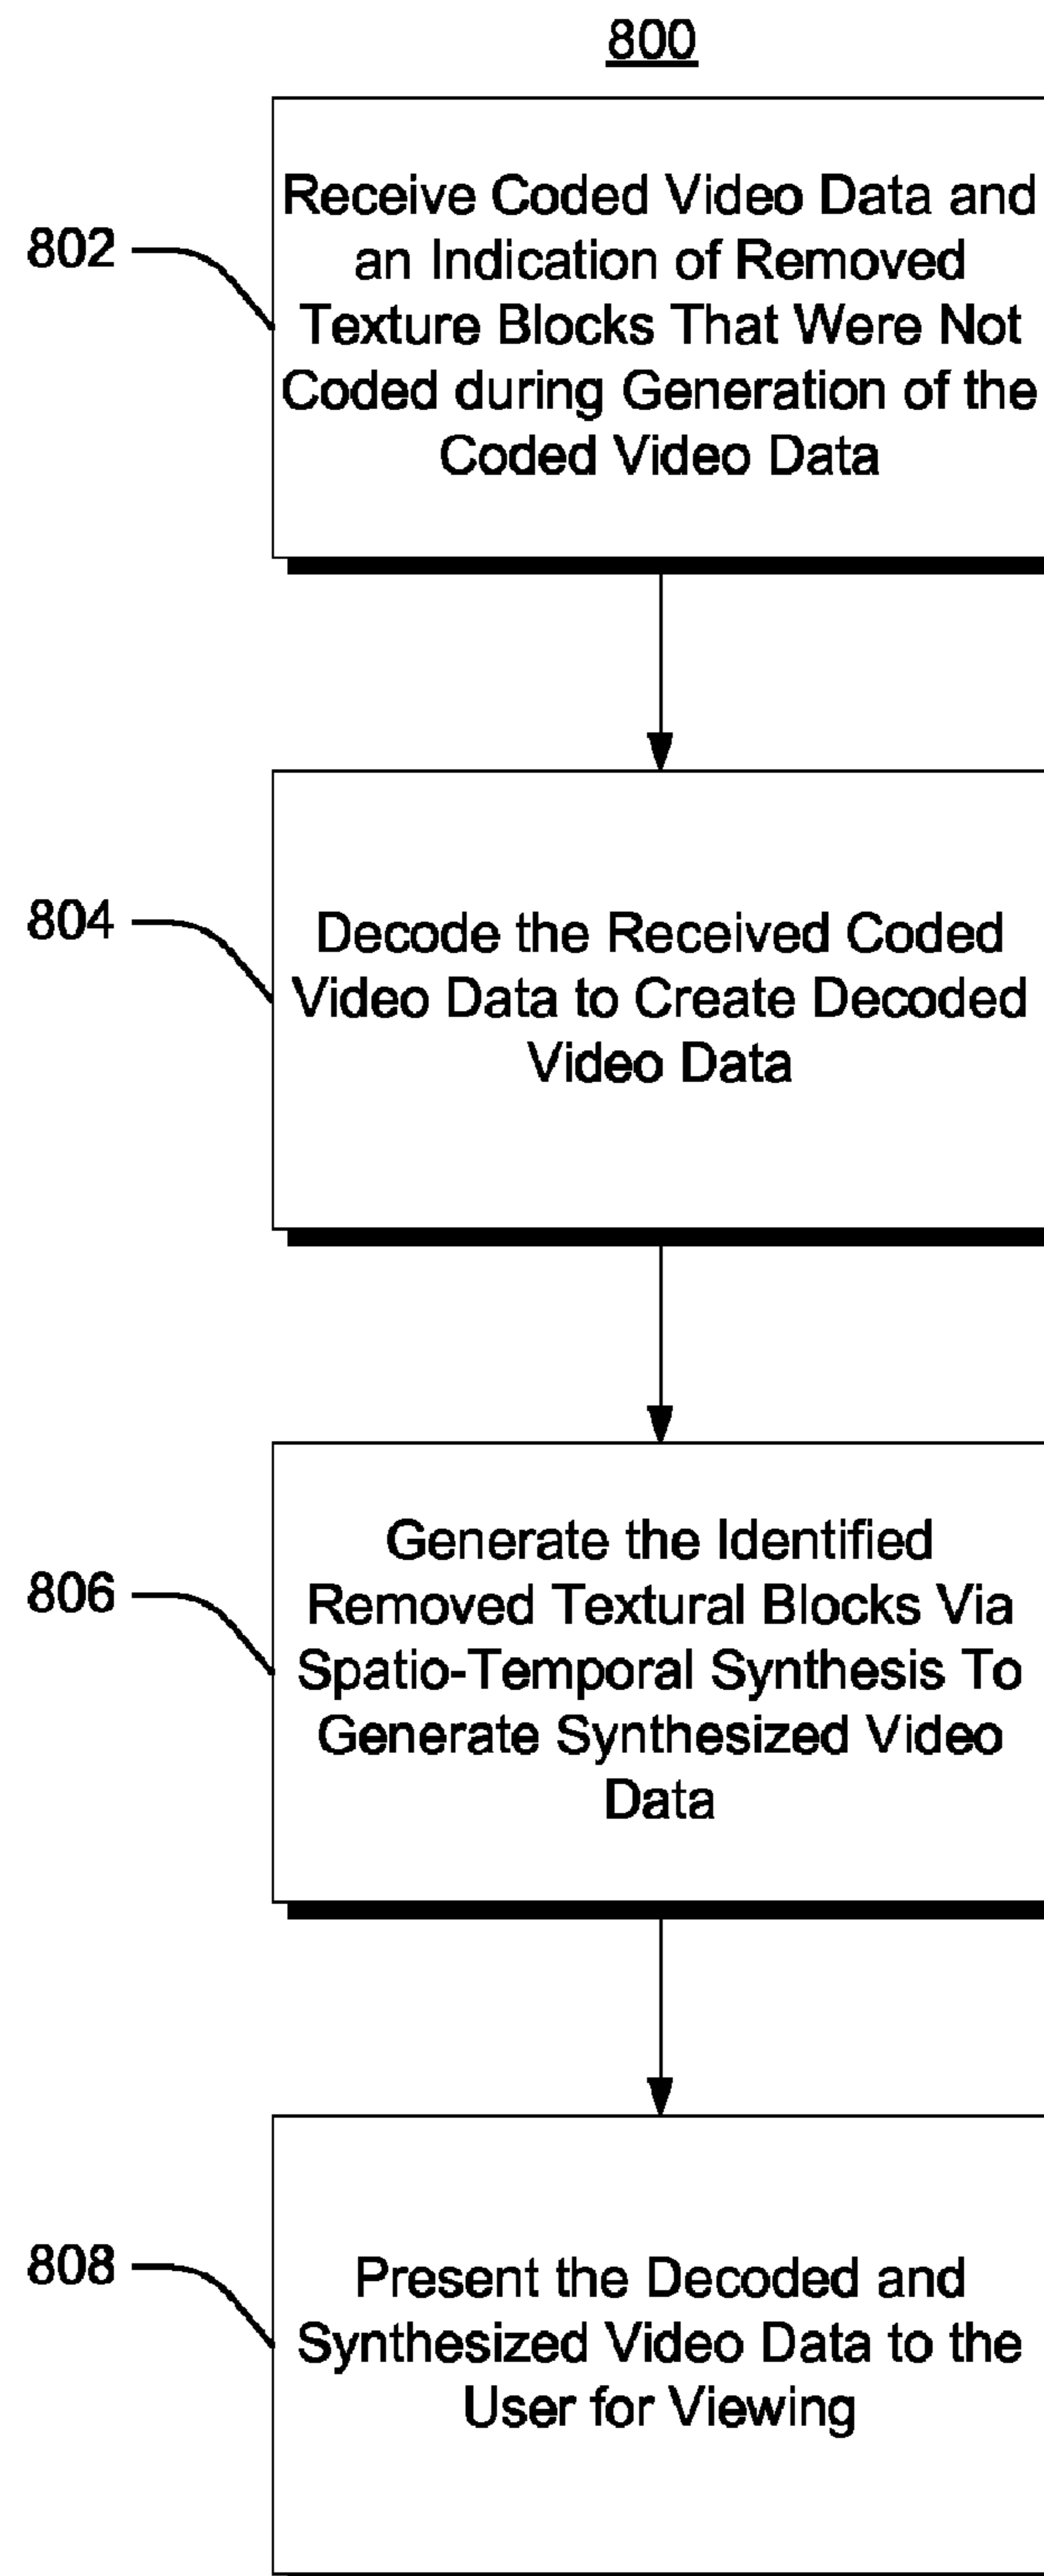 800
802
Receive Coded Video Data and
an Indication of Removed
Texture Blocks That Were Not
Coded during Generation of the
Coded Video Data
804
Decode the Received Coded
Video Data to Create Decoded
Video Data
806
Generate the Identified
Removed Textural Blocks Via
Spatio-Temporal Synthesis To
Generate Synthesized Video
Data
808
Present the Decoded and
Synthesized Video Data to the
User for Viewing